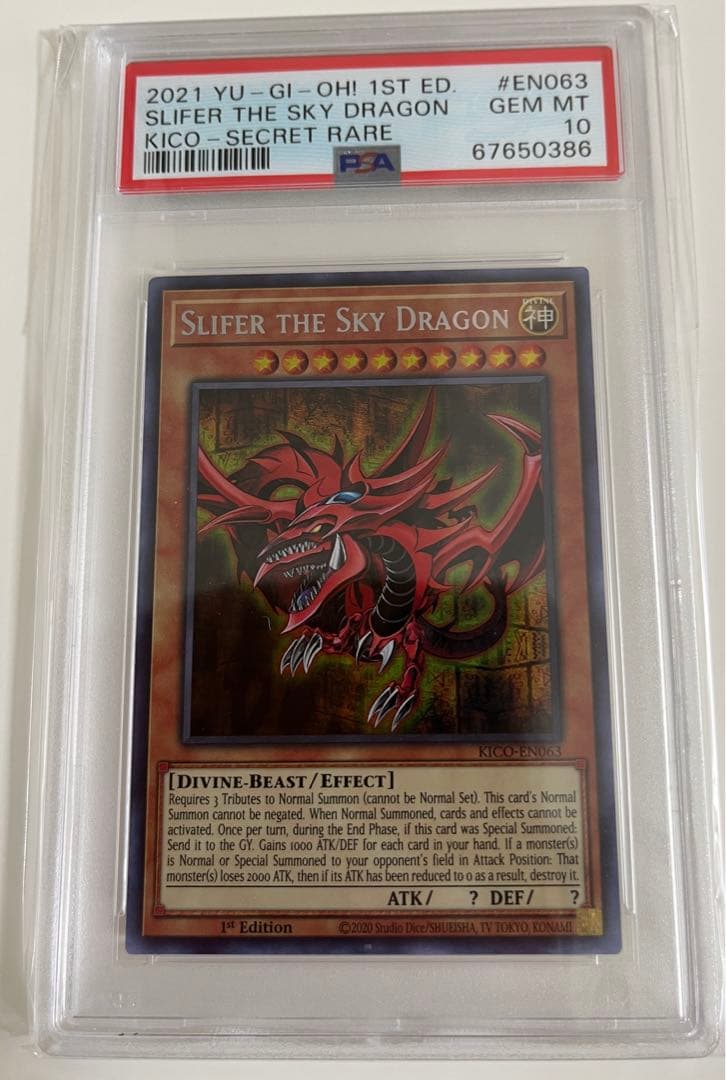 2021 YU-GI-OH! 1ST ED. #EN063
SLIFER THE SKY DRAGON GEM MT
KICO-SECRET RARE 10
PSA 67650386
SLIFER THE SKY DRAGON
DIVINE
神
KICO-EN063
[DIVINE-BEAST/EFFECT]
Requires 3 Tributes to Normal Summon (cannot be Normal Set). This card's Normal
Summon cannot be negated. When Normal Summoned, cards and effects cannot be
activated. Once per turn, during the End Phase, if this card was Special Summoned:
Send it to the GY. Gains 1000 ATK/DEF for each card in your hand. If a monster(s)
is Normal or Special Summoned to your opponent's field in Attack Position: That
monster(s) loses 2000 ATK, then if its ATK has been reduced to 0 as a result, destroy it.
ATK/ ? DEF/ ?
1st Edition ©2020 Studio Dice/SHUEISHA, TV TOKYO, KONAMI